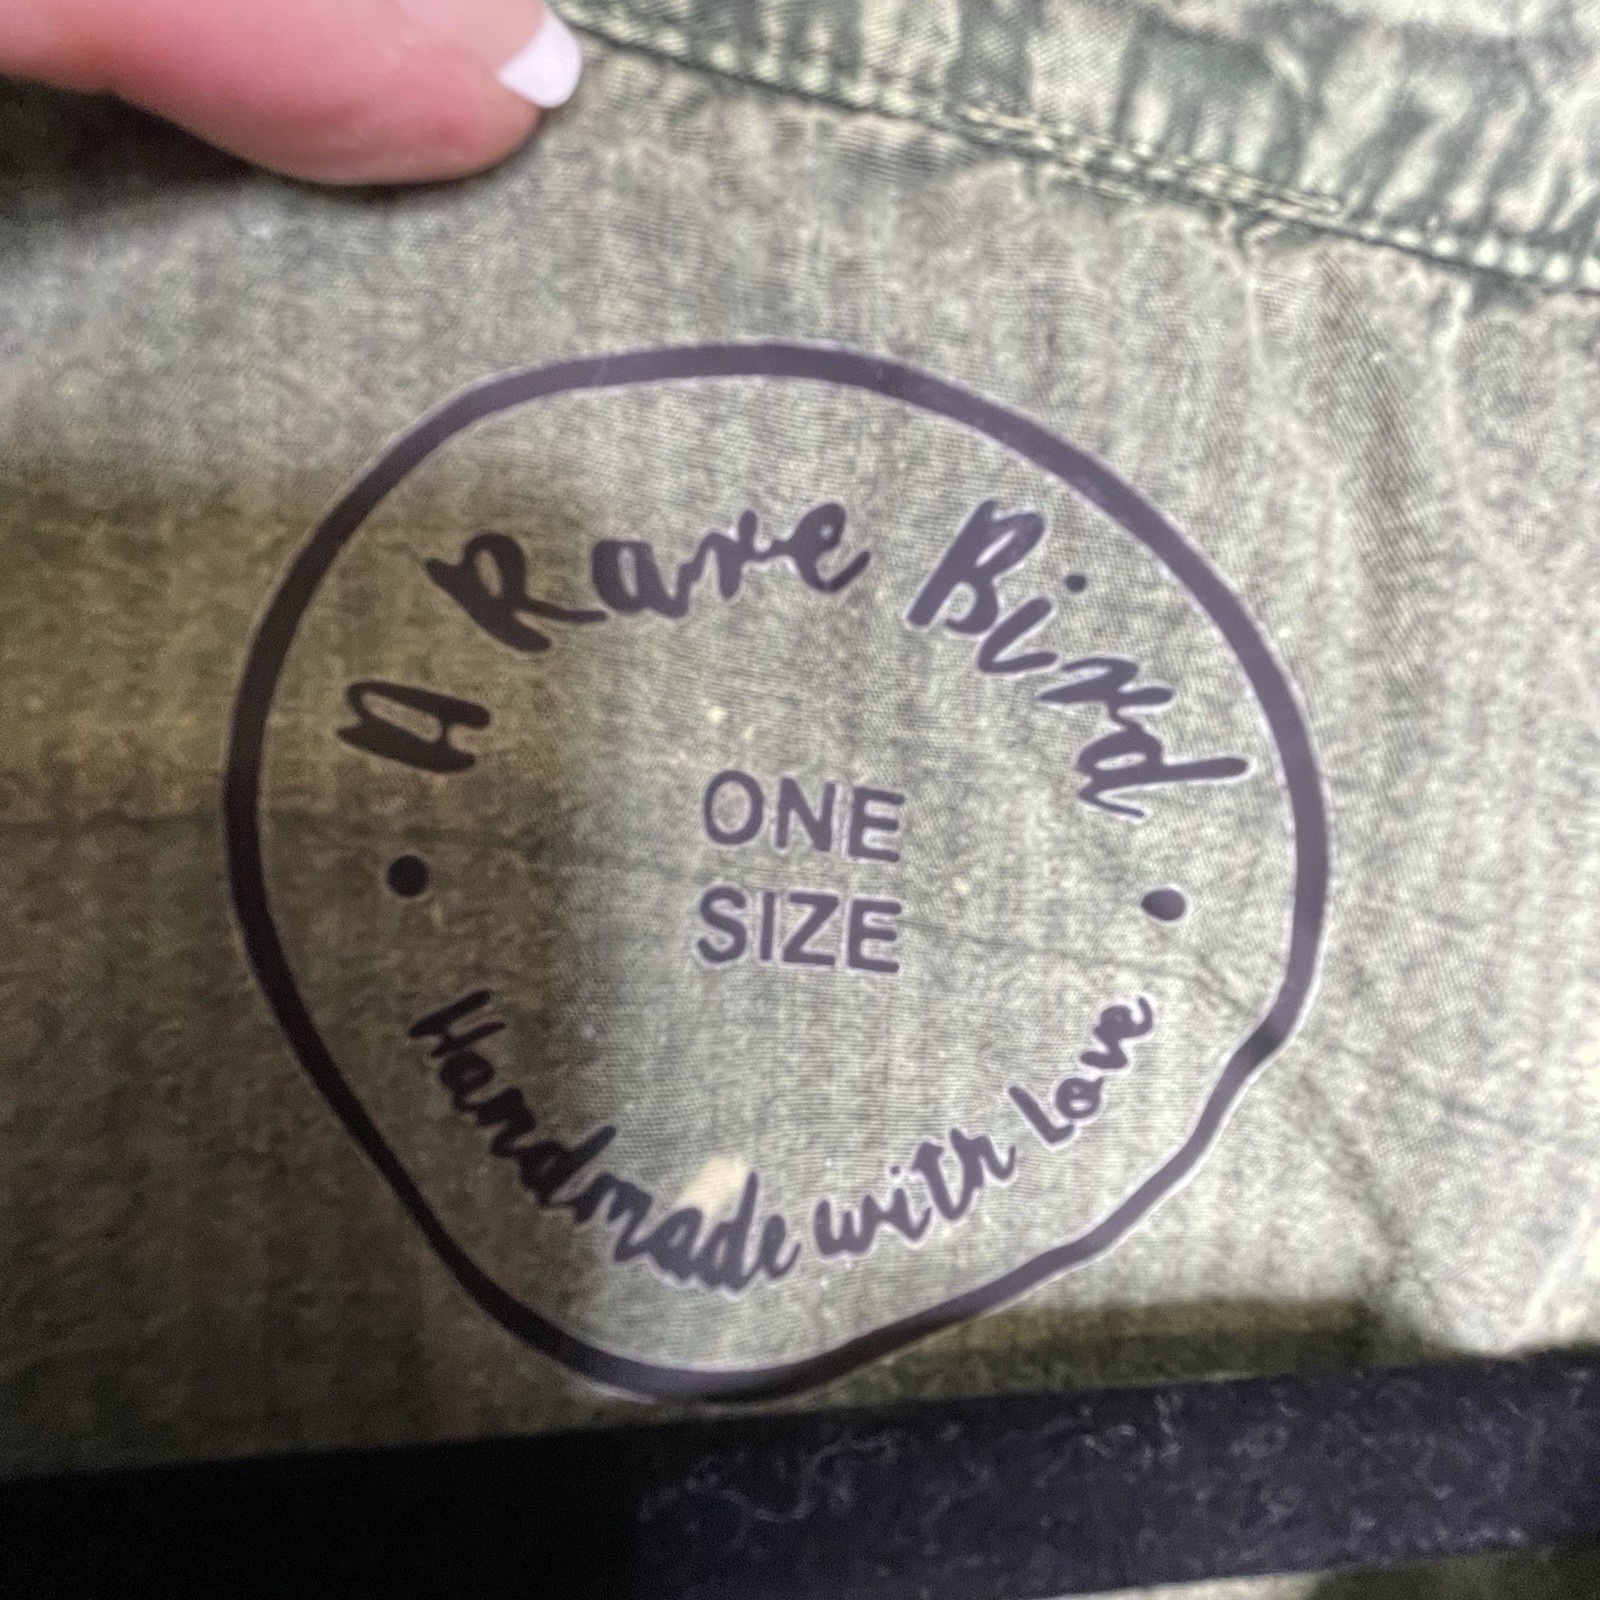 A Rare Bird
ONE
SIZE
Handmade with Love